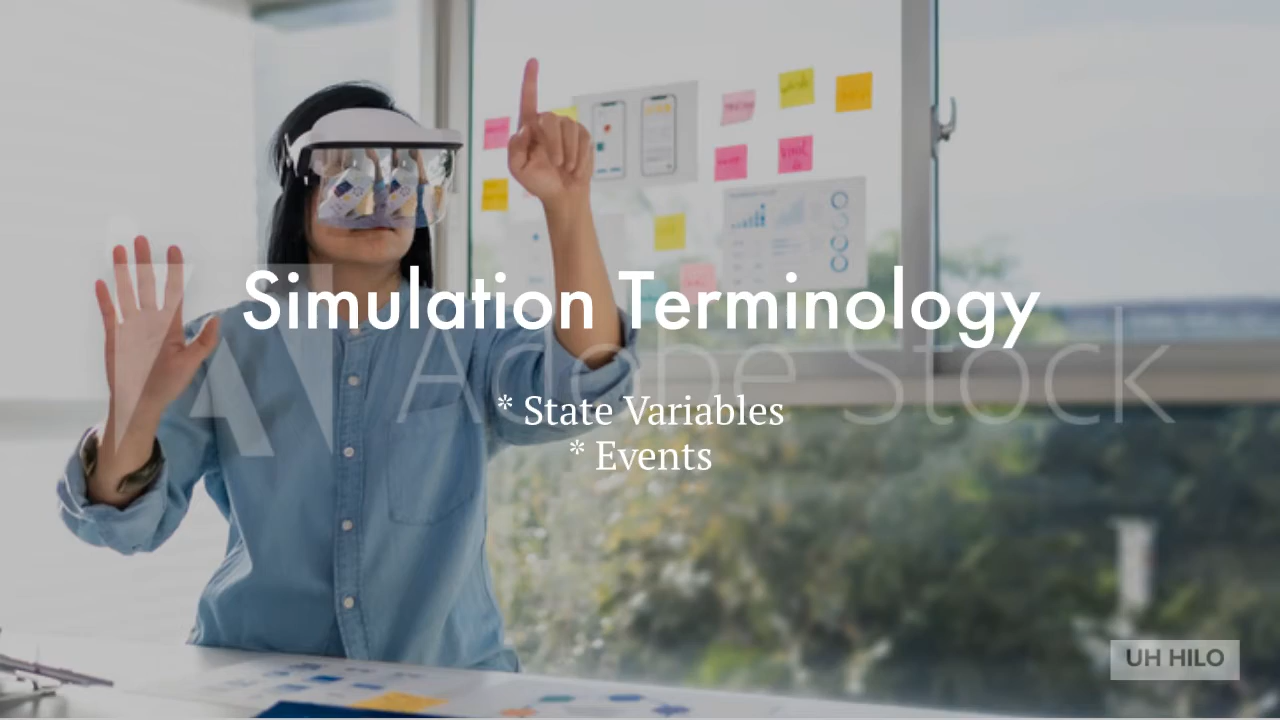 Simulation Terminology
Adobe Stock
* State Variables
* Events
UH HILO